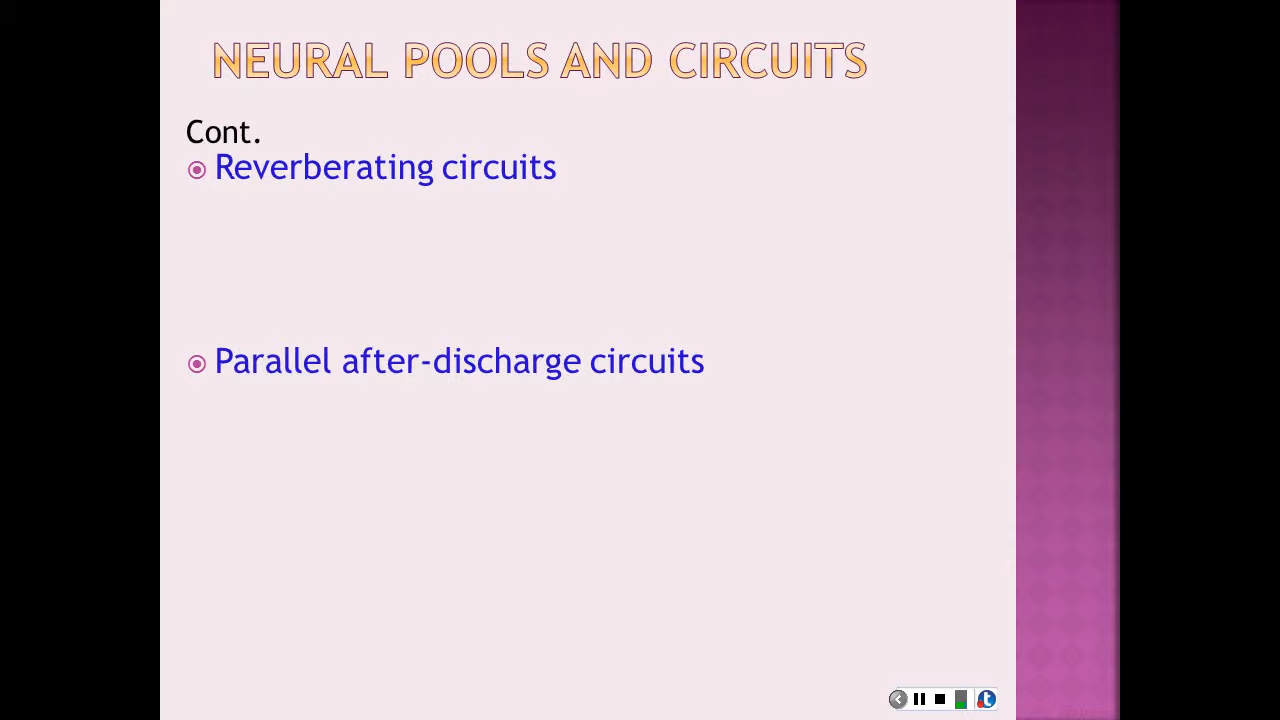 NEURAL POOLS AND CIRCUITS
Cont.
Reverberating circuits
Parallel after-discharge circuits